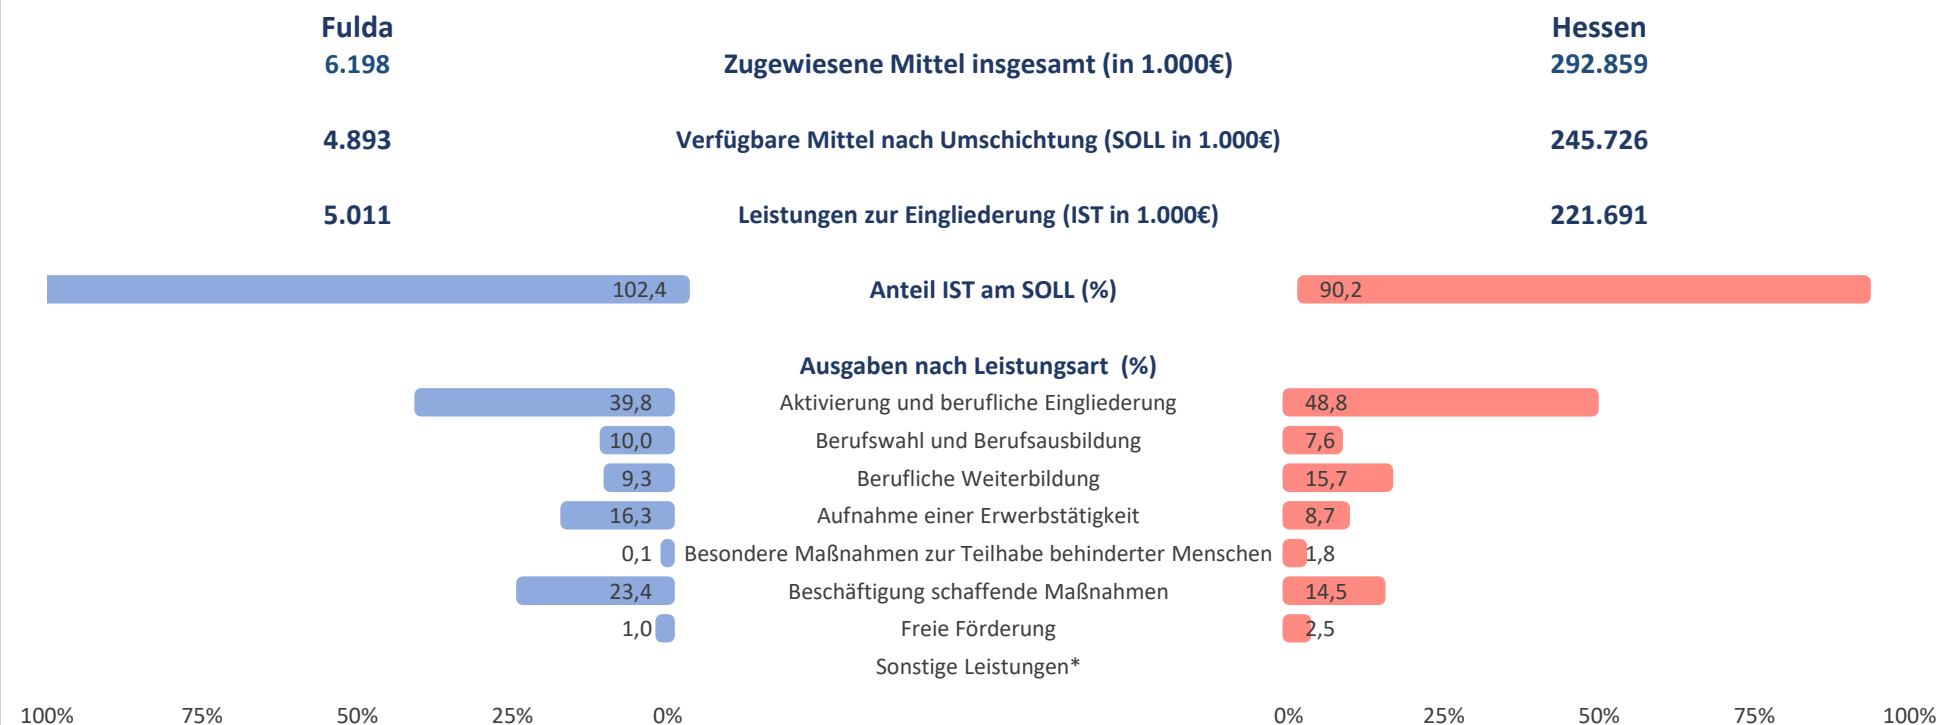 Fulda Hessen
6.198 Zugewiesene Mittel insgesamt (in 1.000€) 292.859
4.893 Verfügbare Mittel nach Umschichtung (SOLL in 1.000€) 245.726
5.011 Leistungen zur Eingliederung (IST in 1.000€) 221.691
102,4 Anteil IST am SOLL (%) 90,2
Ausgaben nach Leistungsart (%)
39,8 Aktivierung und berufliche Eingliederung 48,8
10,0 Berufswahl und Berufsausbildung 7,6
9,3 Berufliche Weiterbildung 15,7
16,3 Aufnahme einer Erwerbstätigkeit 8,7
0,1 Besondere Maßnahmen zur Teilhabe behinderter Menschen 1,8
23,4 Beschäftigung schaffende Maßnahmen 14,5
1,0 Freie Förderung 2,5
Sonstige Leistungen*
100% 75% 50% 25% 0% 0% 25% 50% 75% 100%